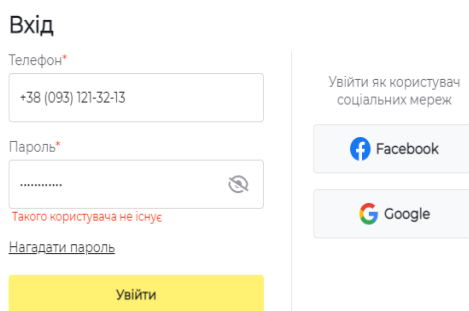 Вхід
Телефон*
+38 (093) 121-32-13
Пароль*
............
Такого користувача не існує
Нагадати пароль
Увійти
Увійти як користувач
соціальних мереж
Facebook
Google